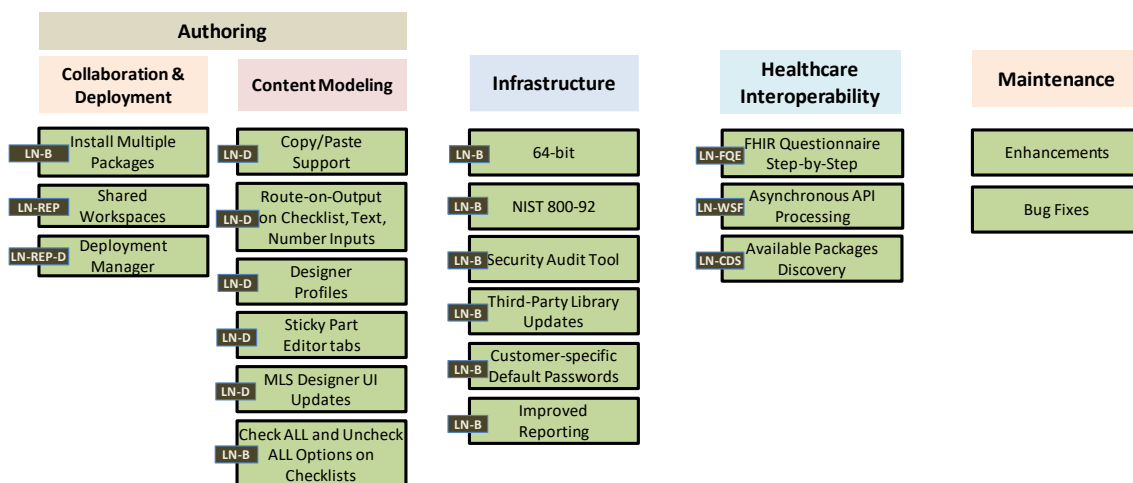 Authoring
Collaboration &
Deployment
LN-B
Install Multiple
Packages
LN-REP
Shared
Workspaces
LN-REP-D
Deployment
Manager
Content Modeling
LN-D
Copy/Paste
Support
LN-D
Route-on-Output
on Checklist, Text,
Number Inputs
LN-D
Designer
Profiles
LN-D
Sticky Part
Editor tabs
LN-D
MLS Designer UI
Updates
LN-B
Check ALL and Uncheck
ALL Options on
Checklists
Infrastructure
LN-B
64-bit
LN-B
NIST 800-92
LN-B
Security Audit Tool
LN-B
Third-Party Library
Updates
LN-B
Customer-specific
Default Passwords
LN-B
Improved
Reporting
Healthcare
Interoperability
LN-FQE
FHIR Questionnaire
Step-by-Step
LN-WSF
Asynchronous API
Processing
LN-CDS
Available Packages
Discovery
Maintenance
Enhancements
Bug Fixes